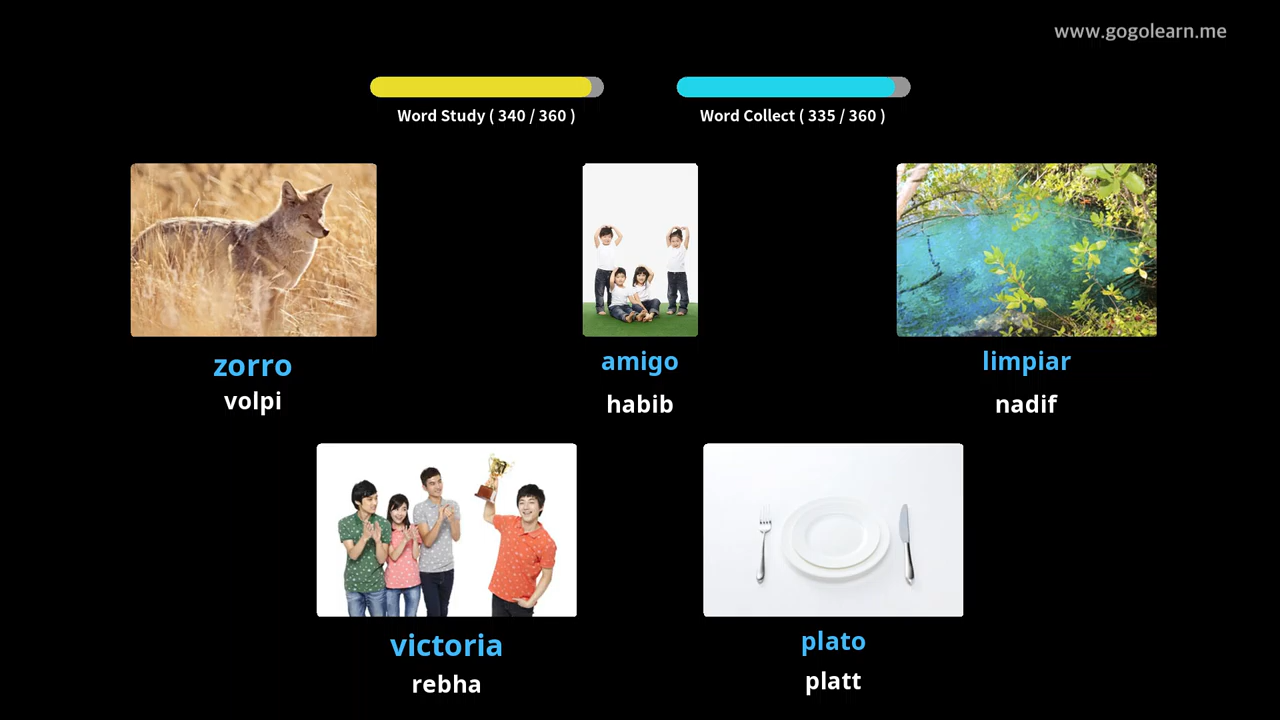 www.gogolearn.me
Word Study ( 340 / 360 )
Word Collect ( 335 / 360 )
zorro
volpi
amigo
habib
limpiar
nadif
victoria
rebha
plato
platt